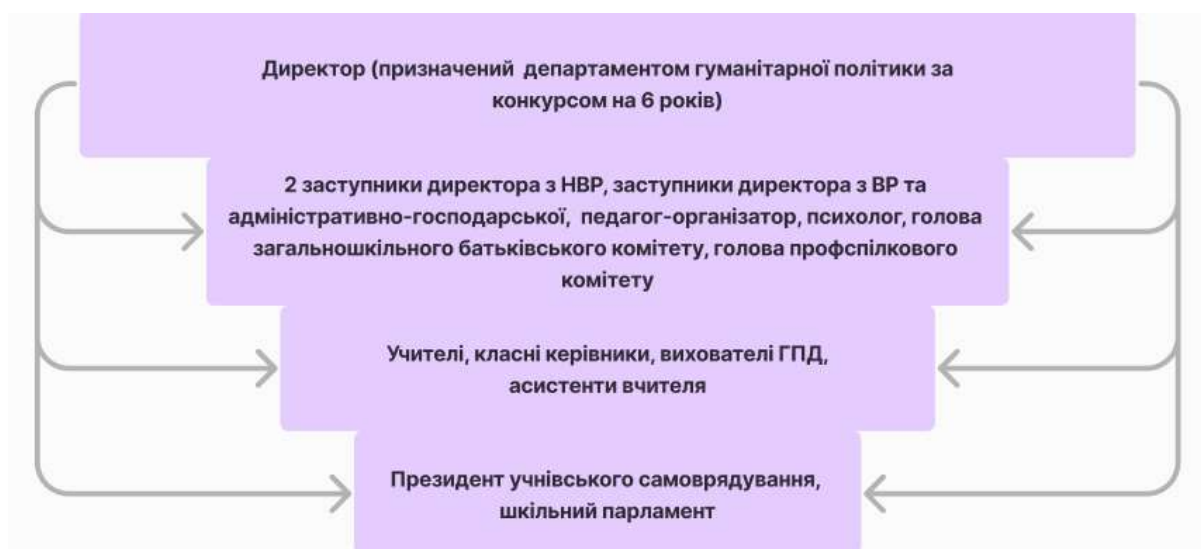 Директор (призначений департаментом гуманітарної політики за
конкурсом на 6 років)
2 заступники директора з НВР, заступники директора з ВР та
адміністративно-господарської, педагог-організатор, психолог, голова
загальношкільного батьківського комітету, голова профспілкового
комітету
Учителі, класні керівники, вихователі ГПД,
асистенти вчителя
Президент учнівського самоврядування,
шкільний парламент